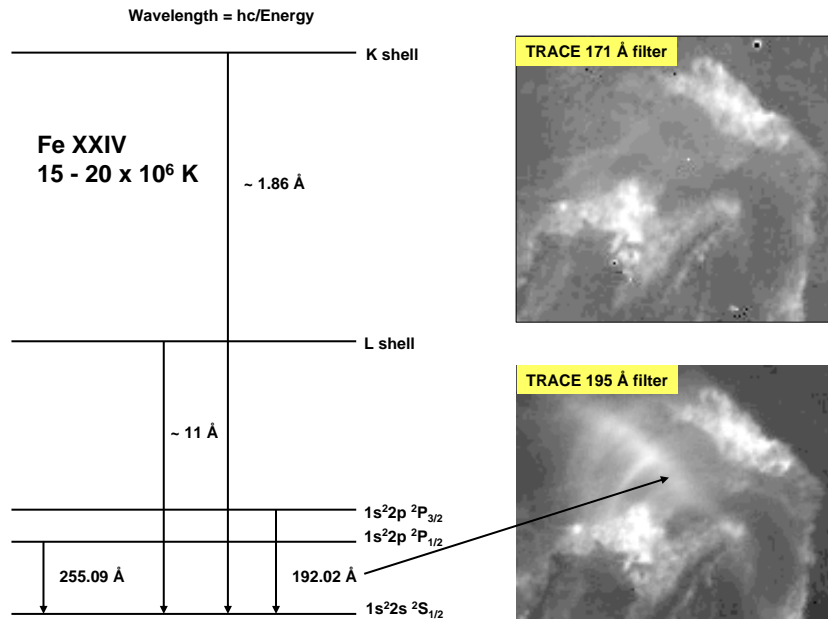 Wavelength = hc/Energy
K shell
Fe XXIV
15 - 20 x 10⁶ K
~ 1.86 Å
L shell
~ 11 Å
1s²2p ²P₃/₂
1s²2p ²P₁/₂
255.09 Å
192.02 Å
1s²2s ²S₁/₂
TRACE 171 Å filter
TRACE 195 Å filter